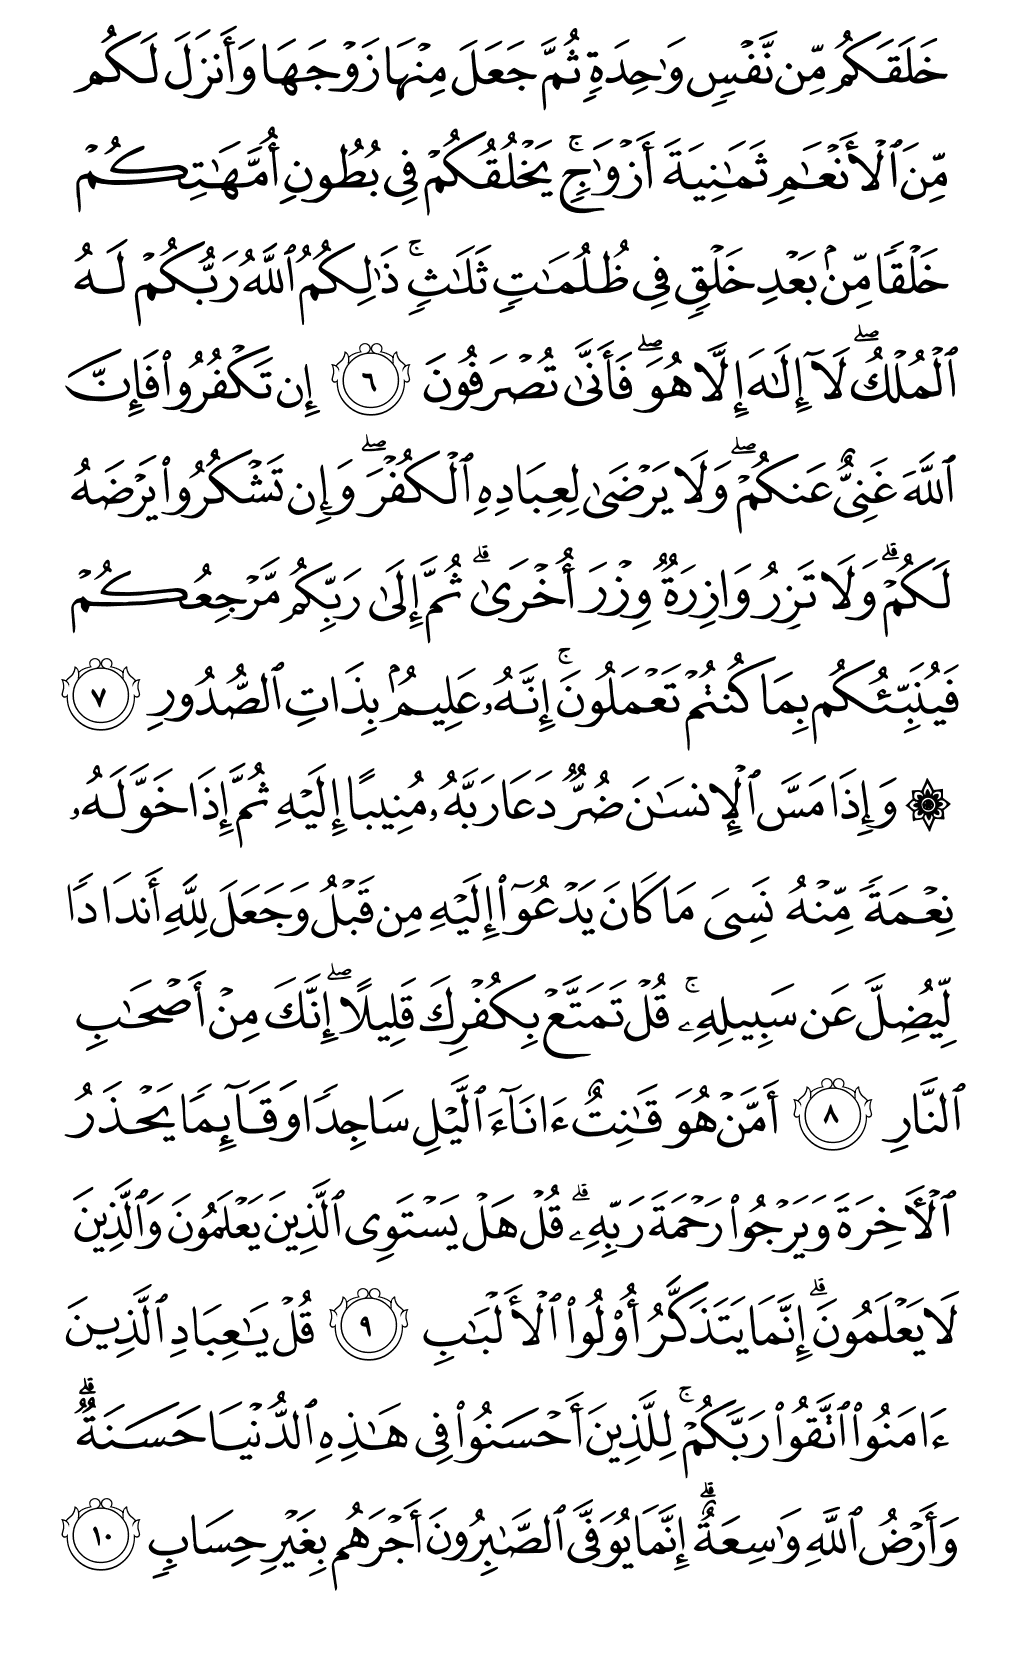 خَلَقَكُم مِّن نَّفۡسٖ وَٰحِدَةٖ ثُمَّ جَعَلَ مِنۡهَا زَوۡجَهَا وَأَنزَلَ لَكُم
مِّنَ ٱلۡأَنۡعَٰمِ ثَمَٰنِيَةَ أَزۡوَٰجٖۚ يَخۡلُقُكُمۡ فِي بُطُونِ أُمَّهَٰتِكُمۡ
خَلۡقٗا مِّنۢ بَعۡدِ خَلۡقٖ فِي ظُلُمَٰتٖ ثَلَٰثٖۚ ذَٰلِكُمُ ٱللَّهُ رَبُّكُمۡ لَهُ
ٱلۡمُلۡكُۖ لَآ إِلَٰهَ إِلَّا هُوَۖ فَأَنَّىٰ تُصۡرَفُونَ ٦ إِن تَكۡفُرُواْ فَإِنَّ
ٱللَّهَ غَنِيٌّ عَنكُمۡۖ وَلَا يَرۡضَىٰ لِعِبَادِهِ ٱلۡكُفۡرَۖ وَإِن تَشۡكُرُواْ يَرۡضَهُ
لَكُمۡۗ وَلَا تَزِرُ وَازِرَةٞ وِزۡرَ أُخۡرَىٰۗ ثُمَّ إِلَىٰ رَبِّكُم مَّرۡجِعُكُمۡ
فَيُنَبِّئُكُم بِمَا كُنتُمۡ تَعۡمَلُونَۚ إِنَّهُۥ عَلِيمُۢ بِذَاتِ ٱلصُّدُورِ ٧
۞ وَإِذَا مَسَّ ٱلۡإِنسَٰنَ ضُرّٞ دَعَا رَبَّهُۥ مُنِيبًا إِلَيۡهِ ثُمَّ إِذَا خَوَّلَهُۥ
نِعۡمَةٗ مِّنۡهُ نَسِيَ مَا كَانَ يَدۡعُوٓاْ إِلَيۡهِ مِن قَبۡلُ وَجَعَلَ لِلَّهِ أَندَادٗا
لِّيُضِلَّ عَن سَبِيلِهِۦۚ قُلۡ تَمَتَّعۡ بِكُفۡرِكَ قَلِيلًاۖ إِنَّكَ مِنۡ أَصۡحَٰبِ
ٱلنَّارِ ٨ أَمَّنۡ هُوَ قَٰنِتٌ ءَانَآءَ ٱلَّيۡلِ سَاجِدٗا وَقَآئِمٗا يَحۡذَرُ
ٱلۡأٓخِرَةَ وَيَرۡجُواْ رَحۡمَةَ رَبِّهِۦۗ قُلۡ هَلۡ يَسۡتَوِي ٱلَّذِينَ يَعۡلَمُونَ وَٱلَّذِينَ
لَا يَعۡلَمُونَۗ إِنَّمَا يَتَذَكَّرُ أُوْلُواْ ٱلۡأَلۡبَٰبِ ٩ قُلۡ يَٰعِبَادِ ٱلَّذِينَ
ءَامَنُواْ ٱتَّقُواْ رَبَّكُمۡۚ لِلَّذِينَ أَحۡسَنُواْ فِي هَٰذِهِ ٱلدُّنۡيَا حَسَنَةٞۗ
وَأَرۡضُ ٱللَّهِ وَٰسِعَةٌۗ إِنَّمَا يُوَفَّى ٱلصَّٰبِرُونَ أَجۡرَهُم بِغَيۡرِ حِسَابٖ ١٠